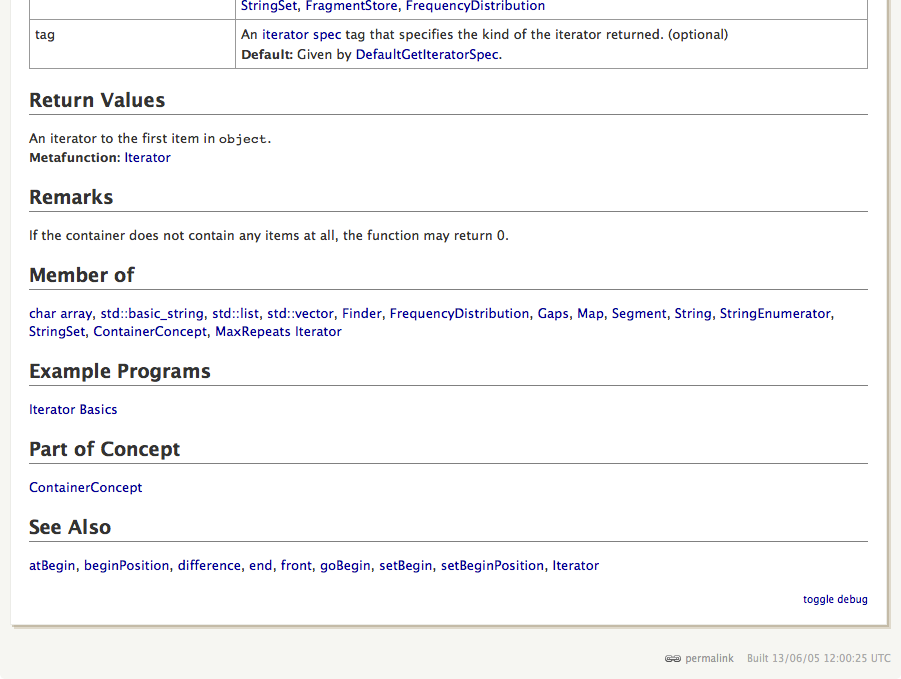 StringSet, FragmentStore, FrequencyDistribution
tag
An iterator spec tag that specifies the kind of the iterator returned. (optional)
Default: Given by DefaultGetIteratorSpec.
Return Values
An iterator to the first item in object.
Metafunction: Iterator
Remarks
If the container does not contain any items at all, the function may return 0.
Member of
char array, std::basic_string, std::list, std::vector, Finder, FrequencyDistribution, Gaps, Map, Segment, String, StringEnumerator,
StringSet, ContainerConcept, MaxRepeats Iterator
Example Programs
Iterator Basics
Part of Concept
ContainerConcept
See Also
atBegin, beginPosition, difference, end, front, goBegin, setBegin, setBeginPosition, Iterator
toggle debug
permalink Built 13/06/05 12:00:25 UTC